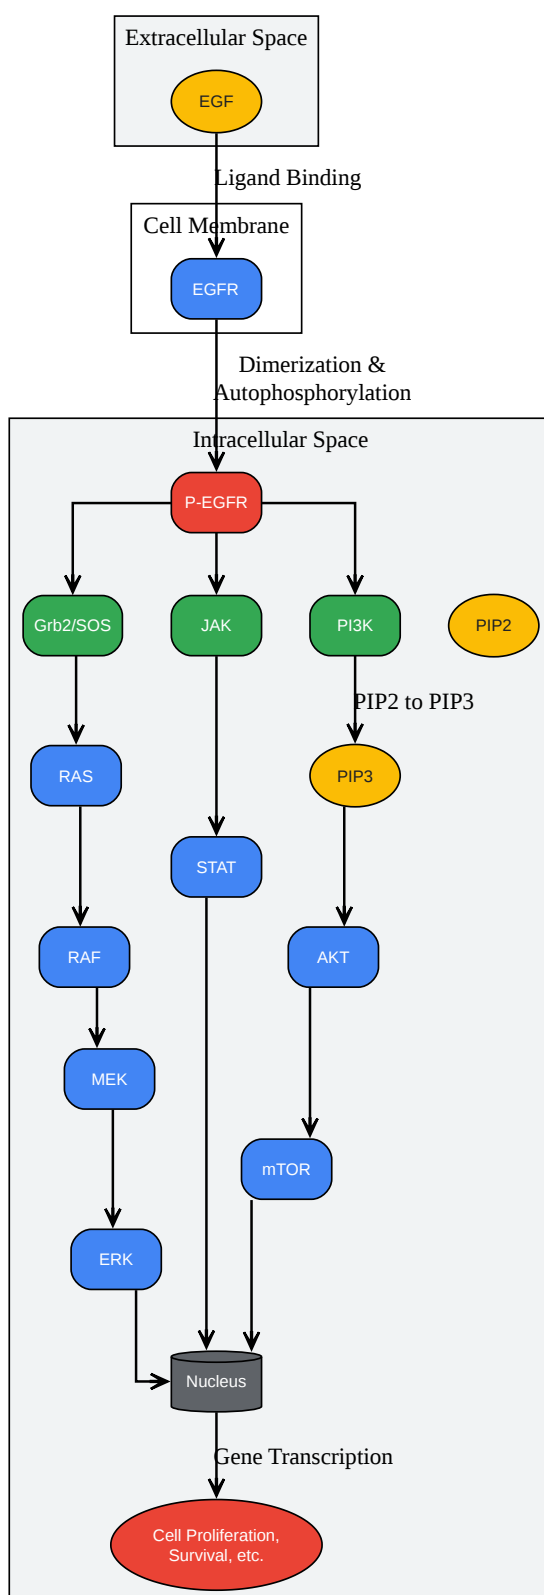 Extracellular Space
EGF
Ligand Binding
Cell Membrane
EGFR
Dimerization &
Autophosphorylation
Intracellular Space
P-EGFR
Grb2/SOS
JAK
PI3K
PIP2
PIP2 to PIP3
RAS
PIP3
STAT
RAF
AKT
MEK
mTOR
ERK
Nucleus
Gene Transcription
Cell Proliferation,
Survival, etc.